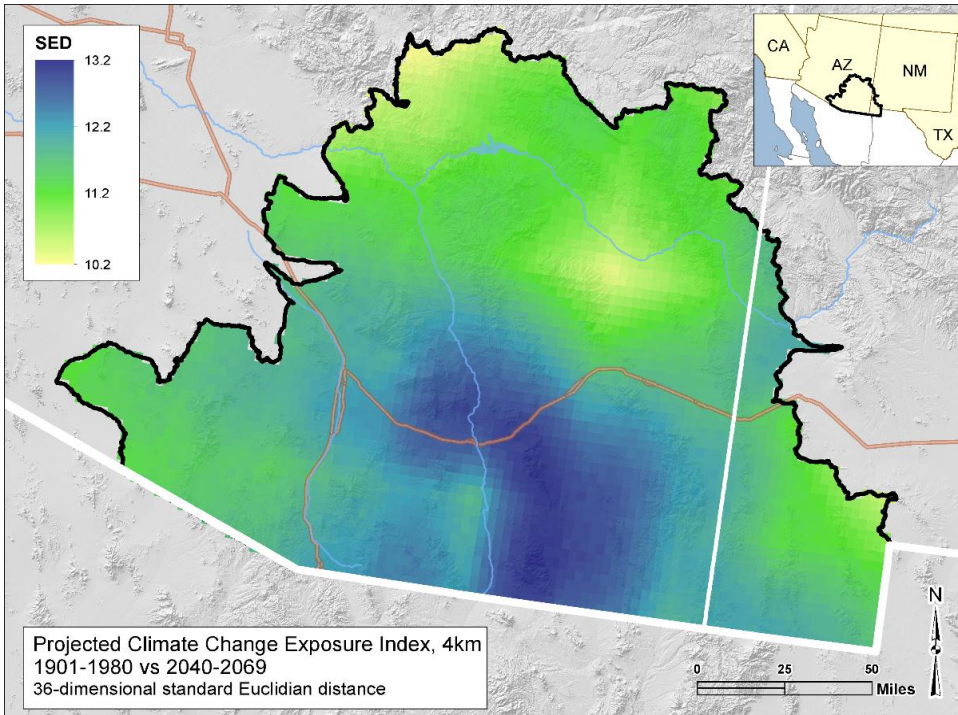 SED
13.2
12.2
11.2
10.2
CA
AZ
NM
TX
Projected Climate Change Exposure Index, 4km
1901-1980 vs 2040-2069
36-dimensional standard Euclidian distance
N
0 25 50
Miles